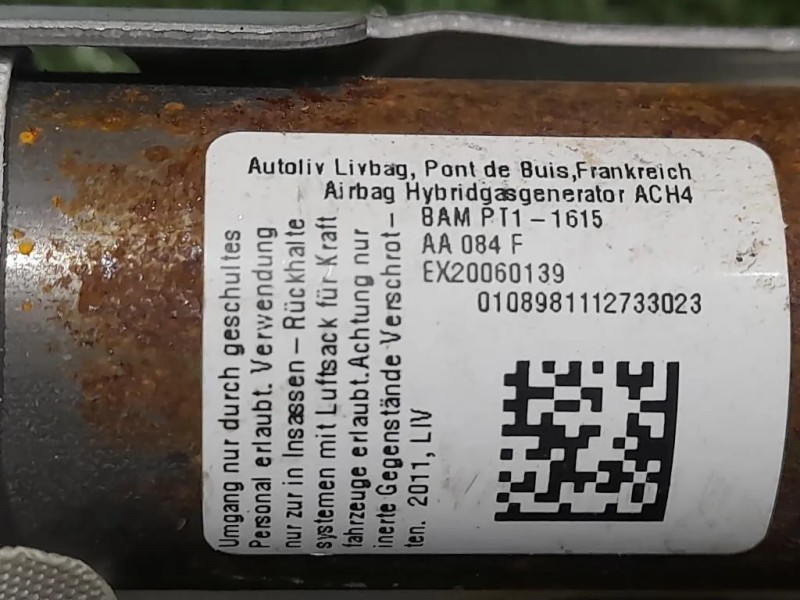 Autoliv Livbag, Pont de Buis,Frankreich
Airbag Hybridgasgenerator ACH4
BAM PT1-1615
AA 084 F
EX20060139
0108981112733023
Umgang nur durch geschultes
Personal erlaubt. Verwendung
nur zur in Insassen-Rückhalte
systemen mit Luftsack für Kraft
fahrzeuge erlaubt.Achtung nur
inerte Gegenstände Verschrot-
ten. 2011, LIV